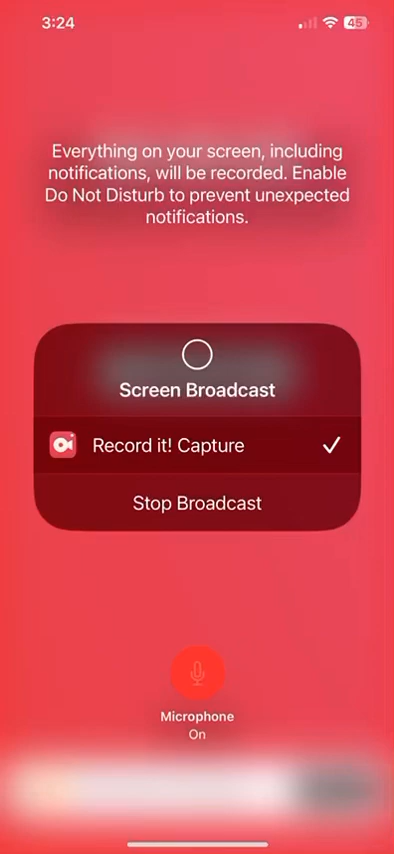 3:24
45
Everything on your screen, including
notifications, will be recorded. Enable
Do Not Disturb to prevent unexpected
notifications.
Screen Broadcast
Record it! Capture
Stop Broadcast
Microphone
On